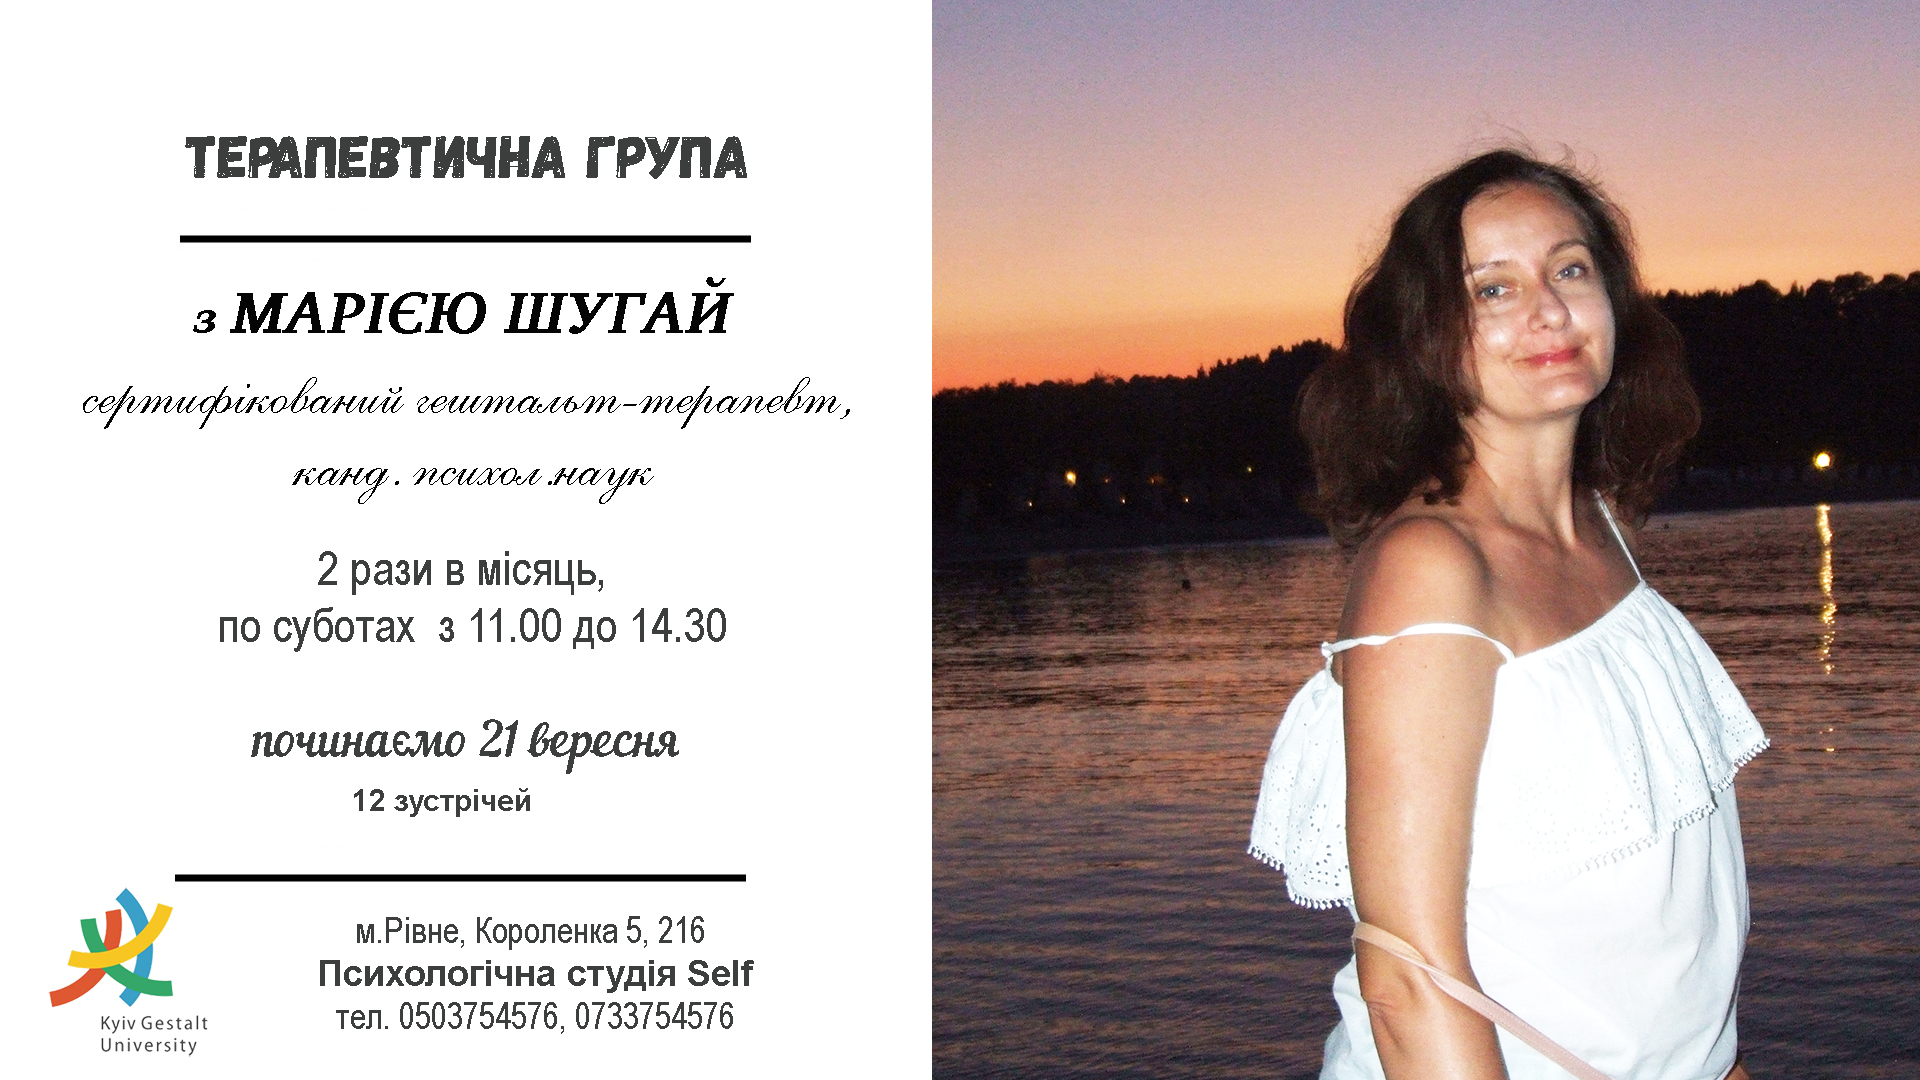 ТЕРАПЕВТИЧНА ГРУПА
з МАРІЄЮ ШУГАЙ
сертифікований гештальт-терапевт,
канд. психол.наук
2 рази в місяць,
по суботах з 11.00 до 14.30
починаємо 21 вересня
12 зустрічей
м.Рівне, Короленка 5, 216
Психологічна студія Self
тел. 0503754576, 0733754576
Kyiv Gestalt
University